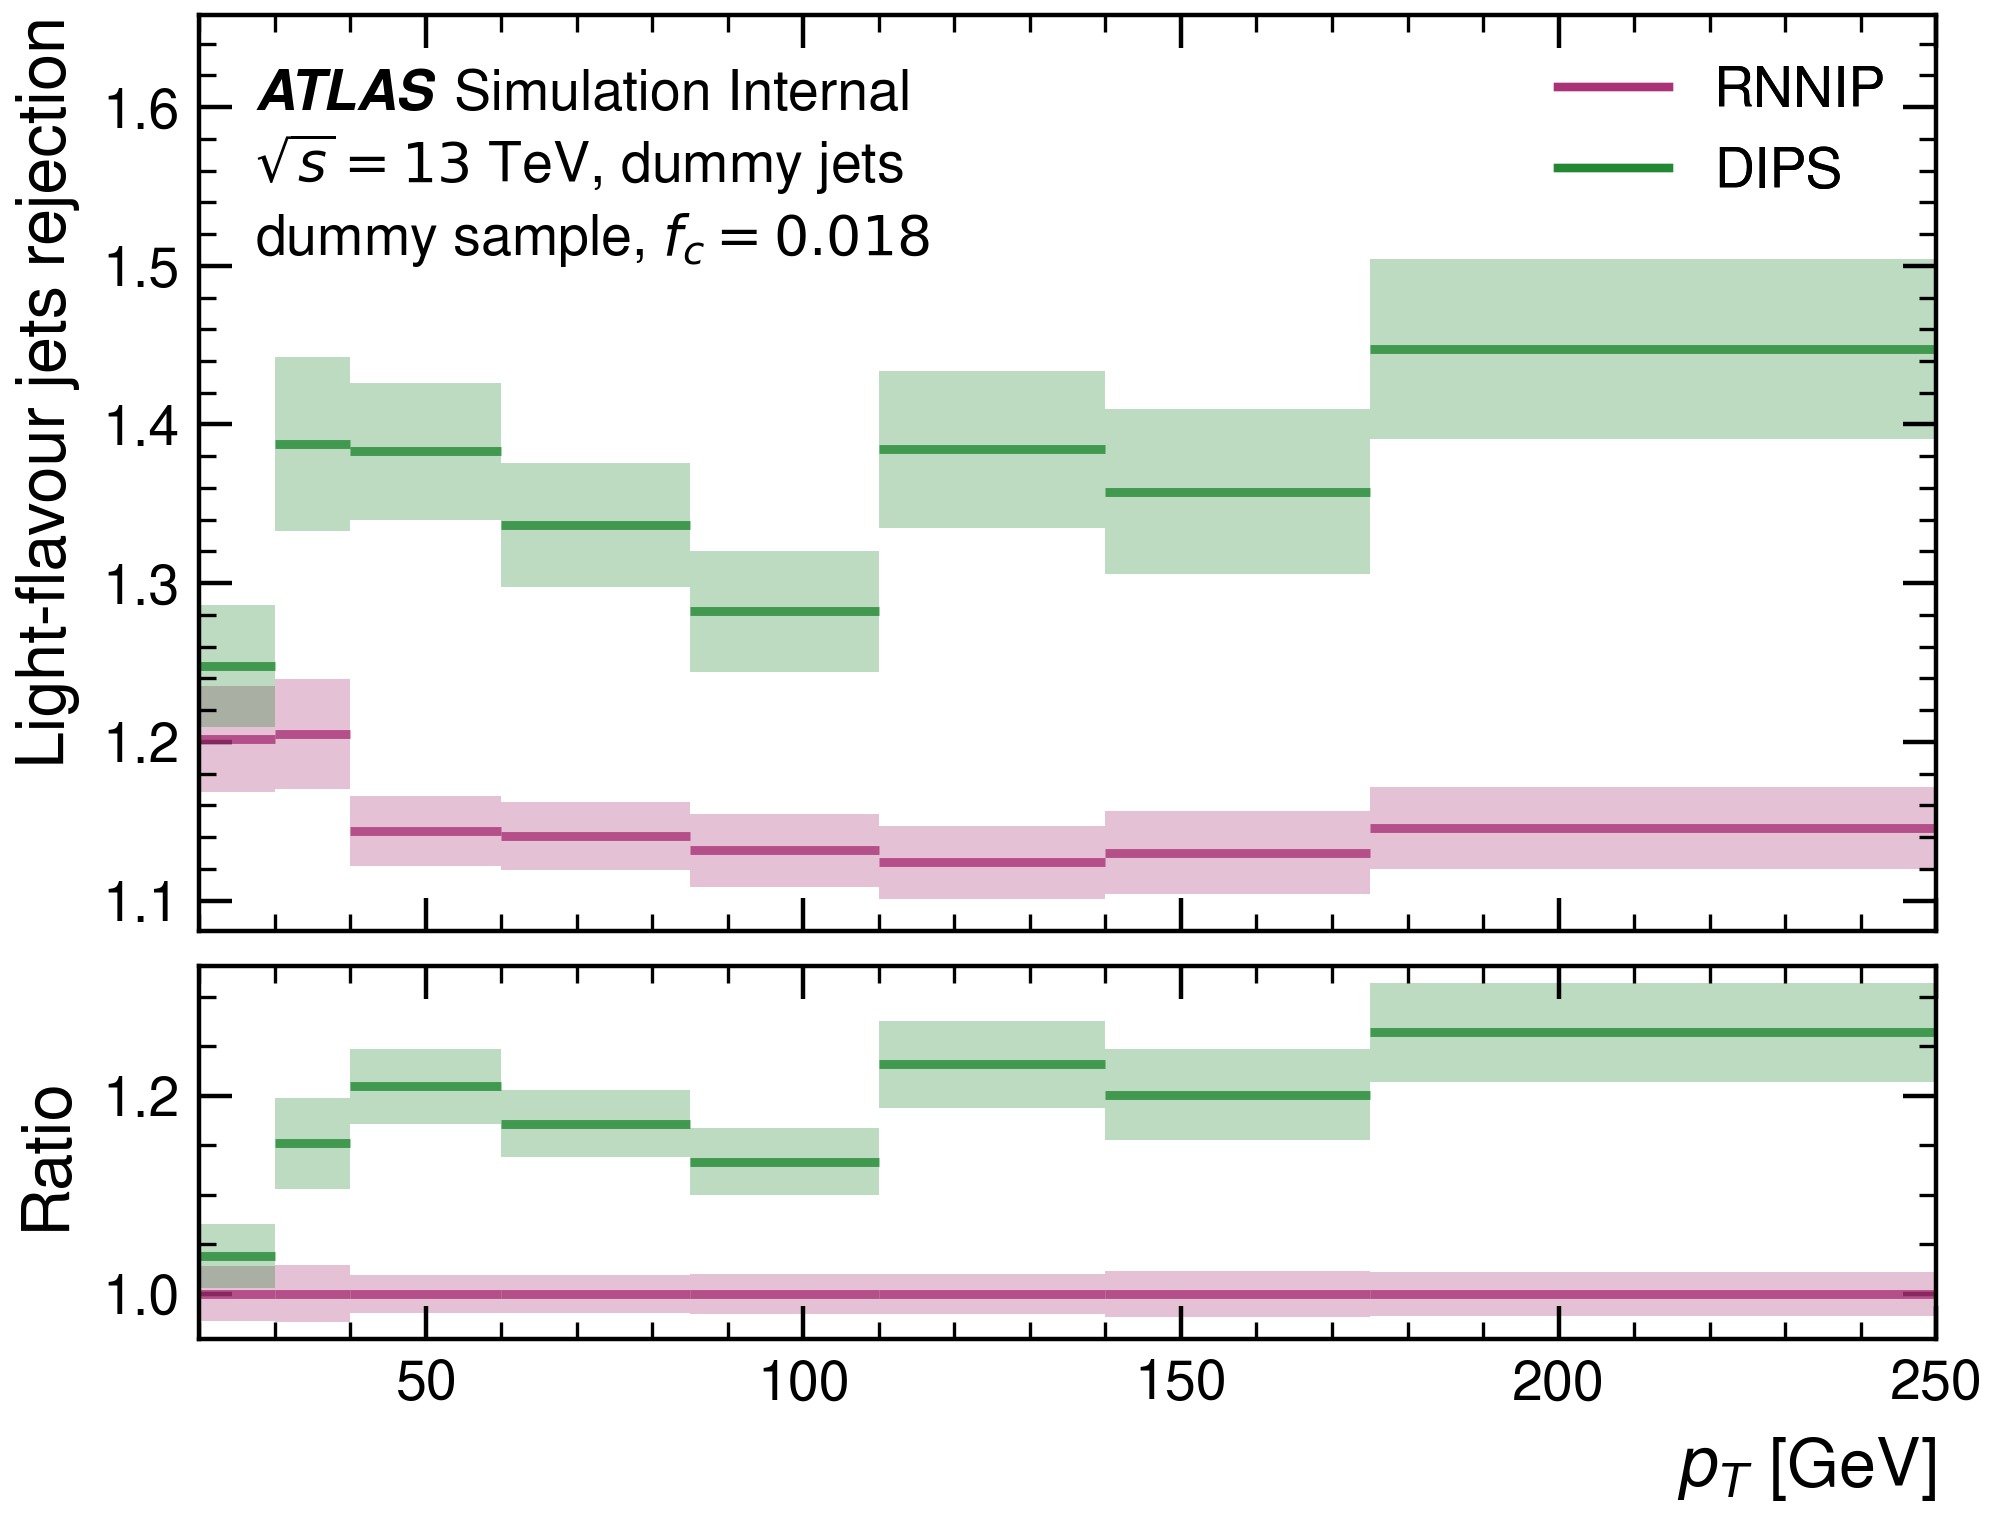 ATLAS Simulation Internal
√s = 13 TeV, dummy jets
dummy sample, f_c = 0.018
RNNIP
DIPS
Light-flavour jets rejection
1.6
1.5
1.4
1.3
1.2
1.1
Ratio
1.2
1.0
50 100 150 200 250
p_T [GeV]